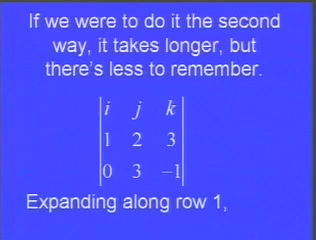 If we were to do it the second
way, it takes longer, but
there's less to remember.
|i j k|
|1 2 3|
|0 3 −1|
Expanding along row 1,